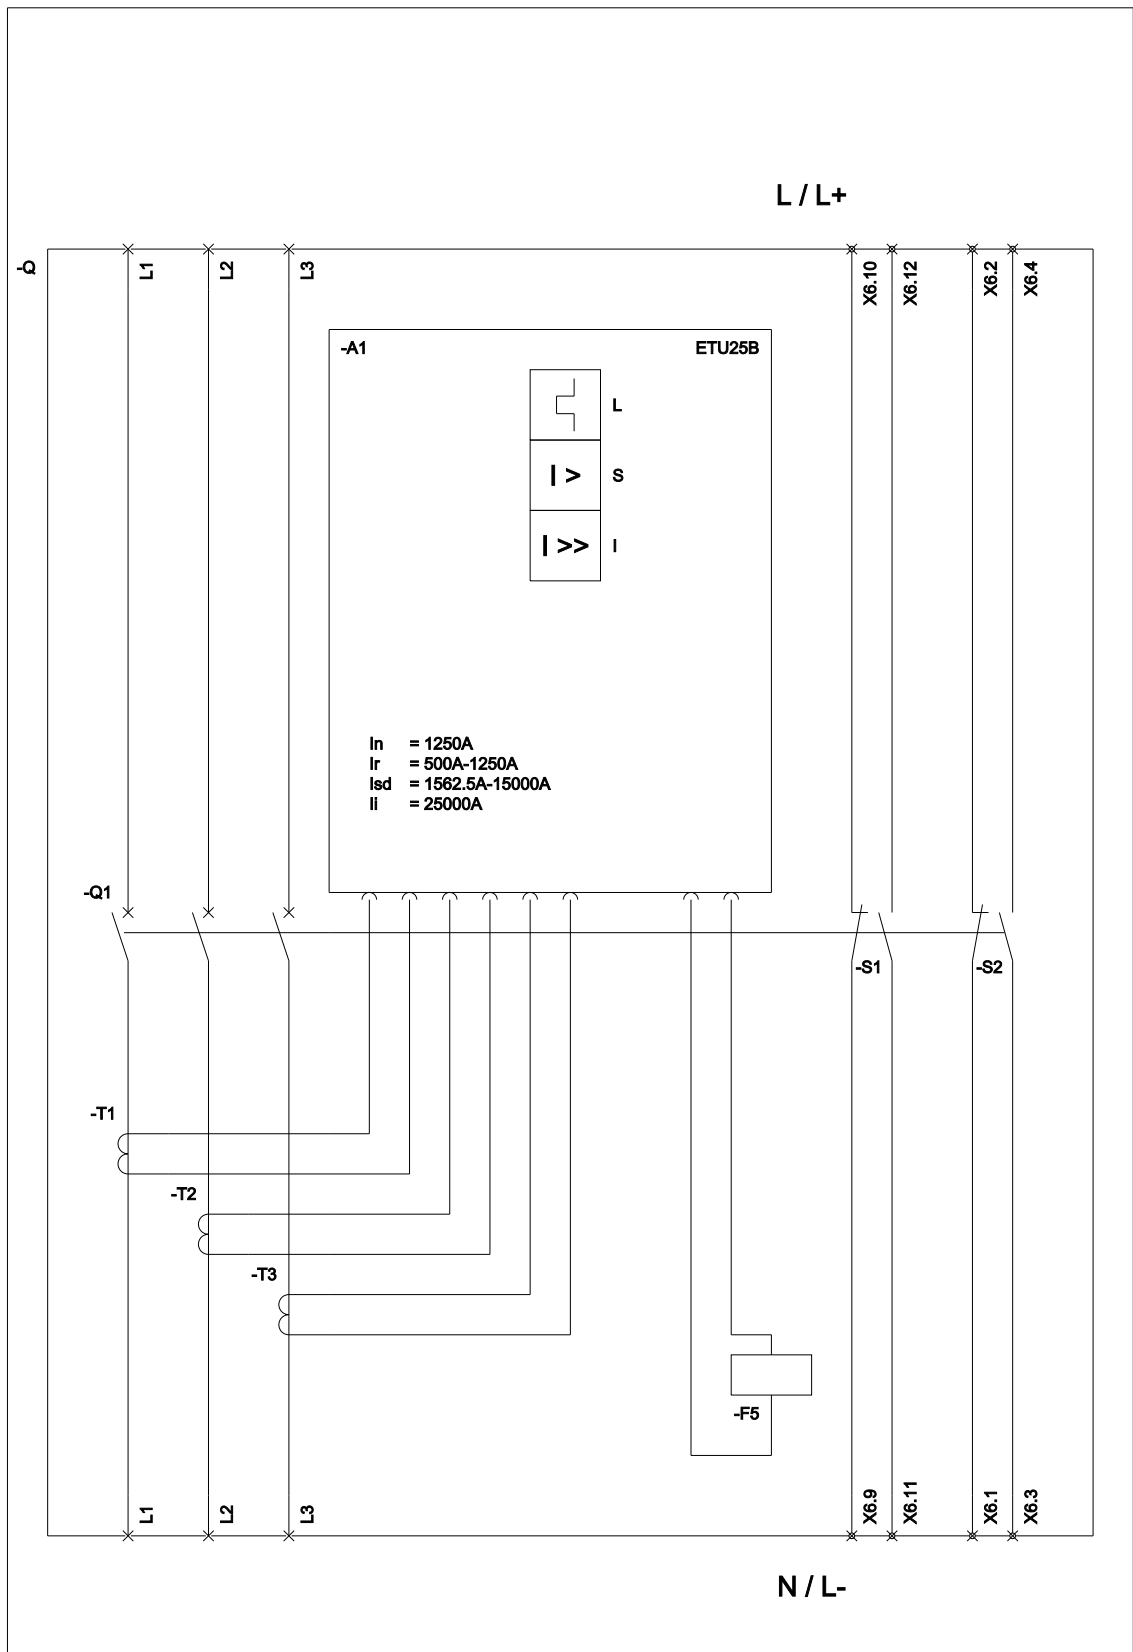 L / L+
-Q
L1
L2
L3
X6.10
X6.12
X6.2
X6.4
-A1 ETU25B
L
I > S
I >> I
In = 1250A
Ir = 500A-1250A
Isd = 1562.5A-15000A
Ii = 25000A
-Q1
-S1
-S2
-T1
-T2
-T3
-F5
L1
L2
L3
X6.9
X6.11
X6.1
X6.3
N / L-